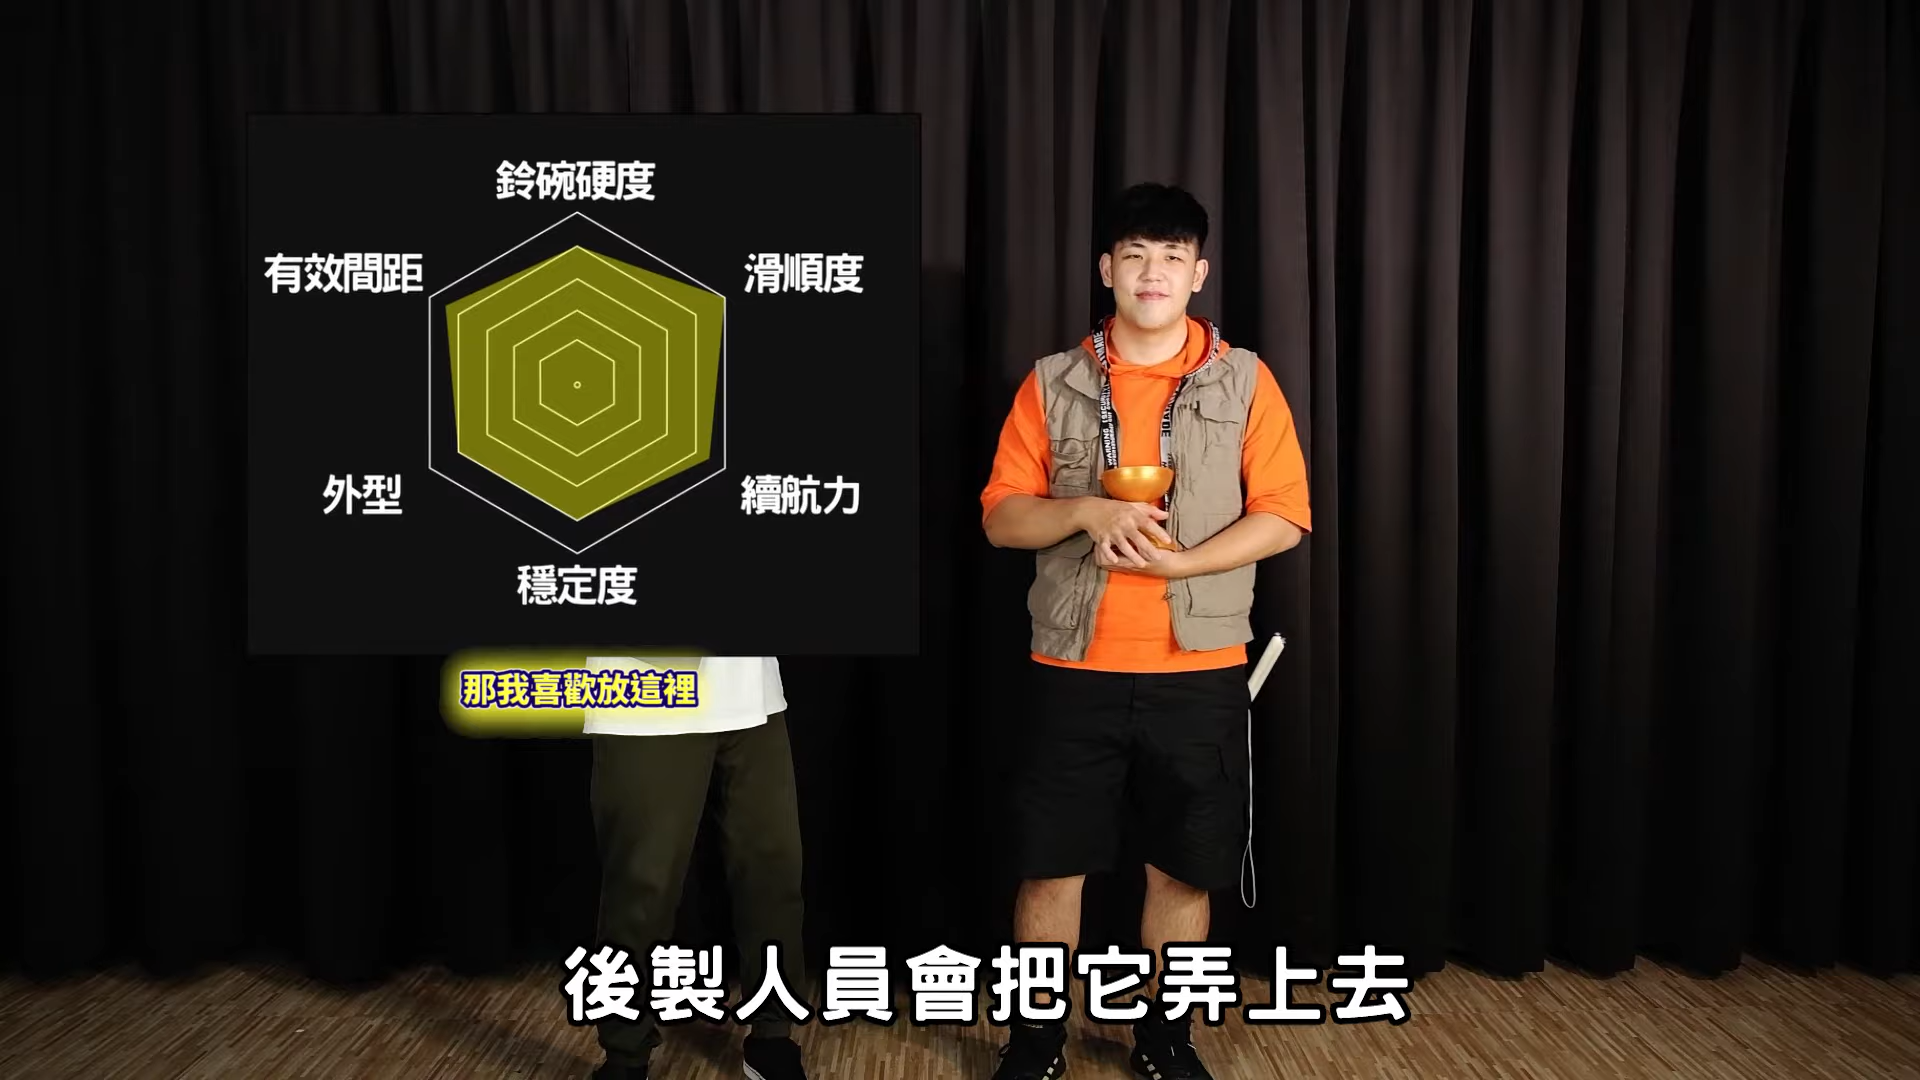 鈴碗硬度
有效間距
滑順度
外型
續航力
穩定度
那我喜歡放這裡
後製人員會把它弄上去